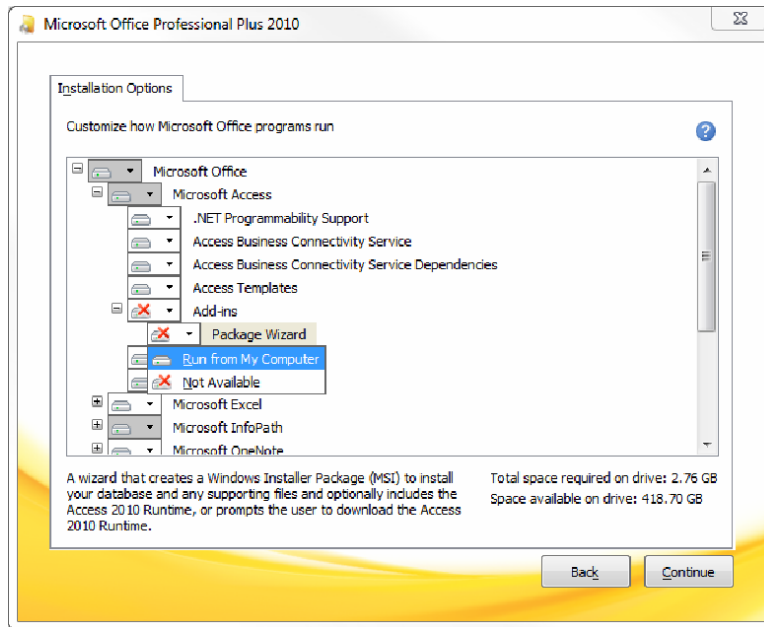 Microsoft Office Professional Plus 2010
Installation Options
Customize how Microsoft Office programs run
Microsoft Office
Microsoft Access
.NET Programmability Support
Access Business Connectivity Service
Access Business Connectivity Service Dependencies
Access Templates
Add-ins
Package Wizard
Run from My Computer
Not Available
Microsoft Excel
Microsoft InfoPath
Microsoft OneNote
A wizard that creates a Windows Installer Package (MSI) to install
your database and any supporting files and optionally includes the
Access 2010 Runtime, or prompts the user to download the Access
2010 Runtime.
Total space required on drive: 2.76 GB
Space available on drive: 418.70 GB
Back
Continue